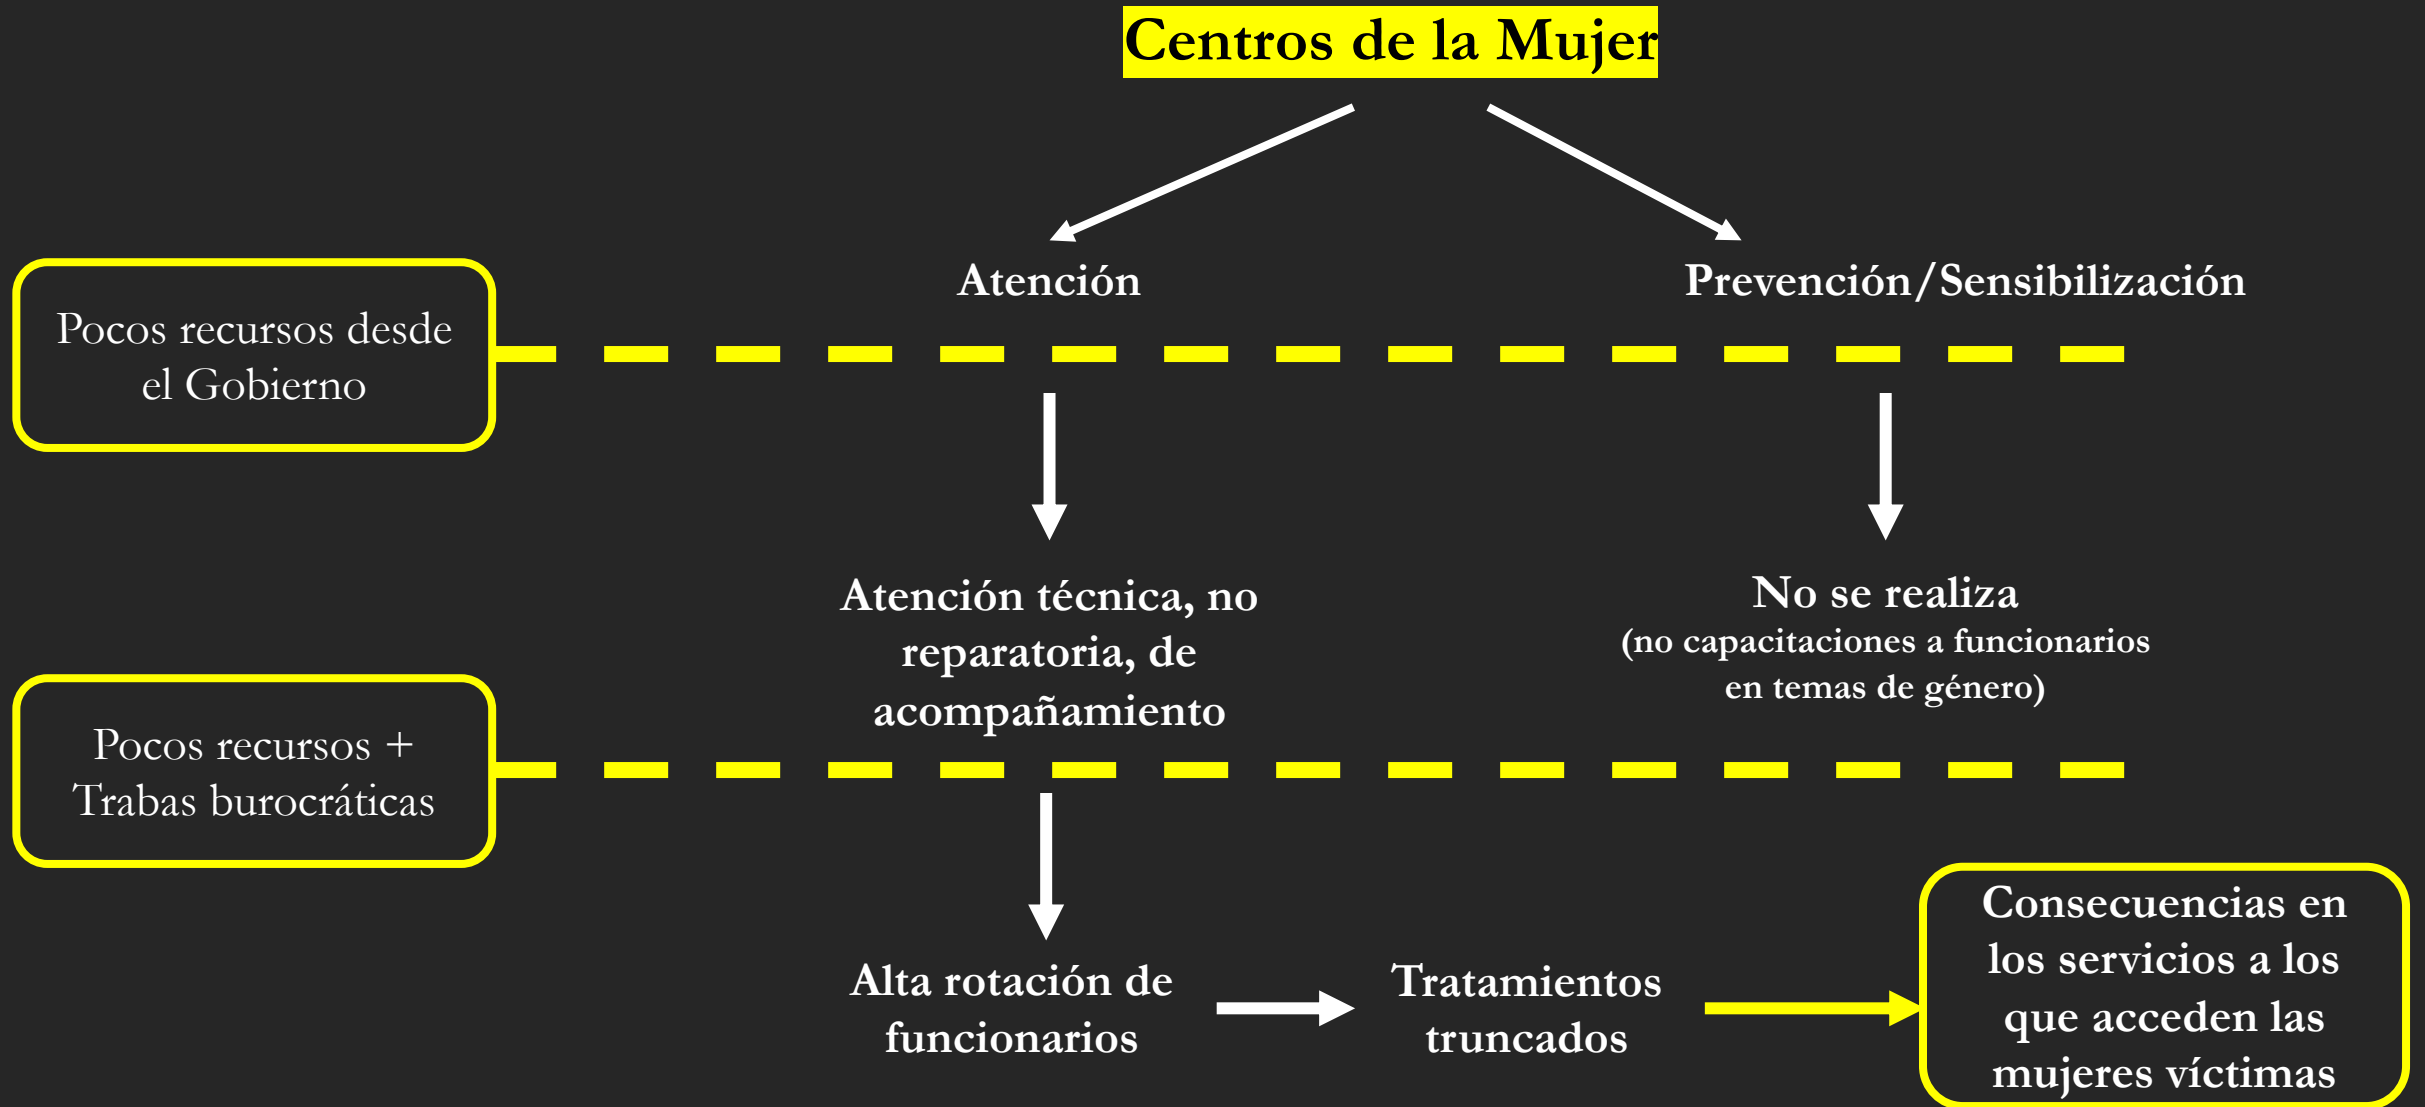 Centros de la Mujer
Atención
Prevención/Sensibilización
Pocos recursos desde
el Gobierno
Atención técnica, no
reparatoria, de
acompañamiento
No se realiza
(no capacitaciones a funcionarios
en temas de género)
Pocos recursos +
Trabas burocráticas
Alta rotación de
funcionarios
Tratamientos
truncados
Consecuencias en
los servicios a los
que acceden las
mujeres víctimas